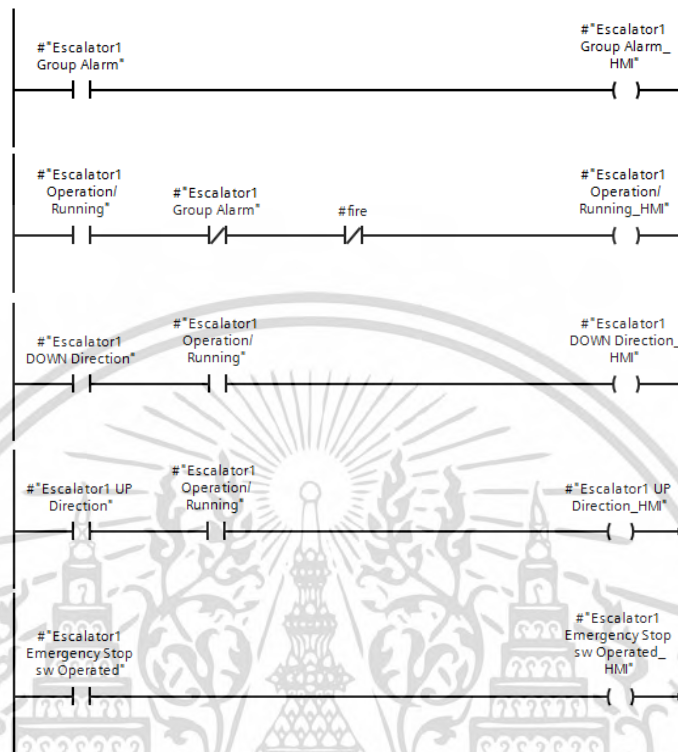 #"Escalator1
Group Alarm"
#"Escalator1
Group Alarm_
HMI"
#"Escalator1
Operation/
Running"
#"Escalator1
Group Alarm"
#fire
#"Escalator1
Operation/
Running_HMI"
#"Escalator1
DOWN Direction"
#"Escalator1
Operation/
Running"
#"Escalator1
DOWN Direction_
HMI"
#"Escalator1 UP
Direction"
#"Escalator1
Operation/
Running"
#"Escalator1 UP
Direction_HMI"
#"Escalator1
Emergency Stop
sw Operated"
#"Escalator1
Emergency Stop
sw Operated_
HMI"